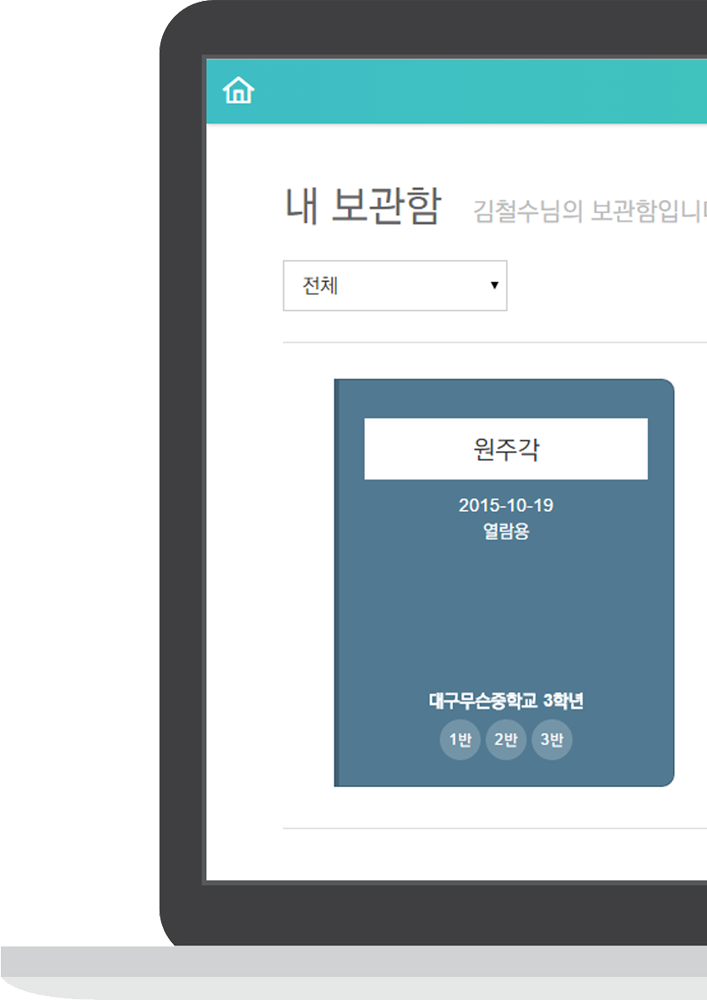 내 보관함 김철수님의 보관함입니
전체
원주각
2015-10-19
열람용
대구무슨중학교 3학년
1반 2반 3반